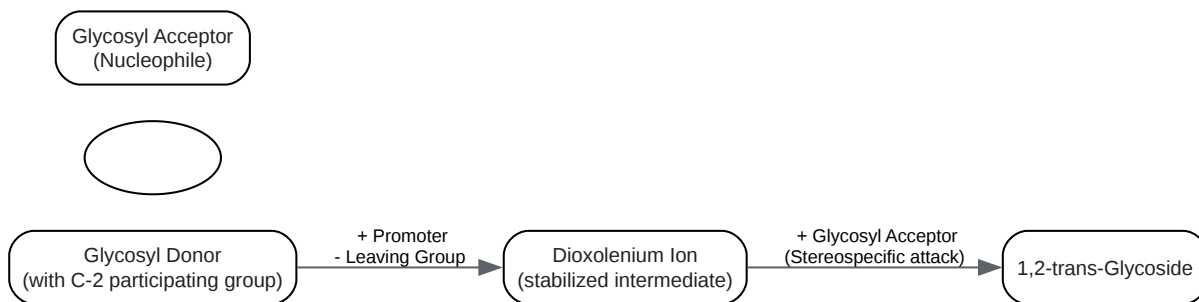 Glycosyl Acceptor
(Nucleophile)
Glycosyl Donor
(with C-2 participating group)
+ Promoter
- Leaving Group
Dioxolenium Ion
(stabilized intermediate)
+ Glycosyl Acceptor
(Stereospecific attack)
1,2-trans-Glycoside